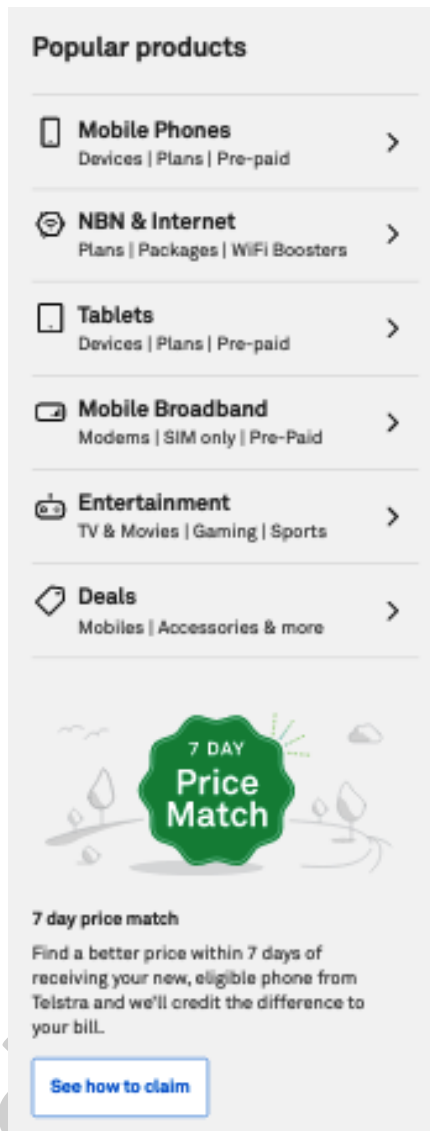 Popular products
Mobile Phones
Devices | Plans | Pre-paid
NBN & Internet
Plans | Packages | WiFi Boosters
Tablets
Devices | Plans | Pre-paid
Mobile Broadband
Modems | SIM only | Pre-Paid
Entertainment
TV & Movies | Gaming | Sports
Deals
Mobiles | Accessories & more
7 DAY
Price
Match
7 day price match
Find a better price within 7 days of
receiving your new, eligible phone from
Telstra and we'll credit the difference to
your bill.
See how to claim